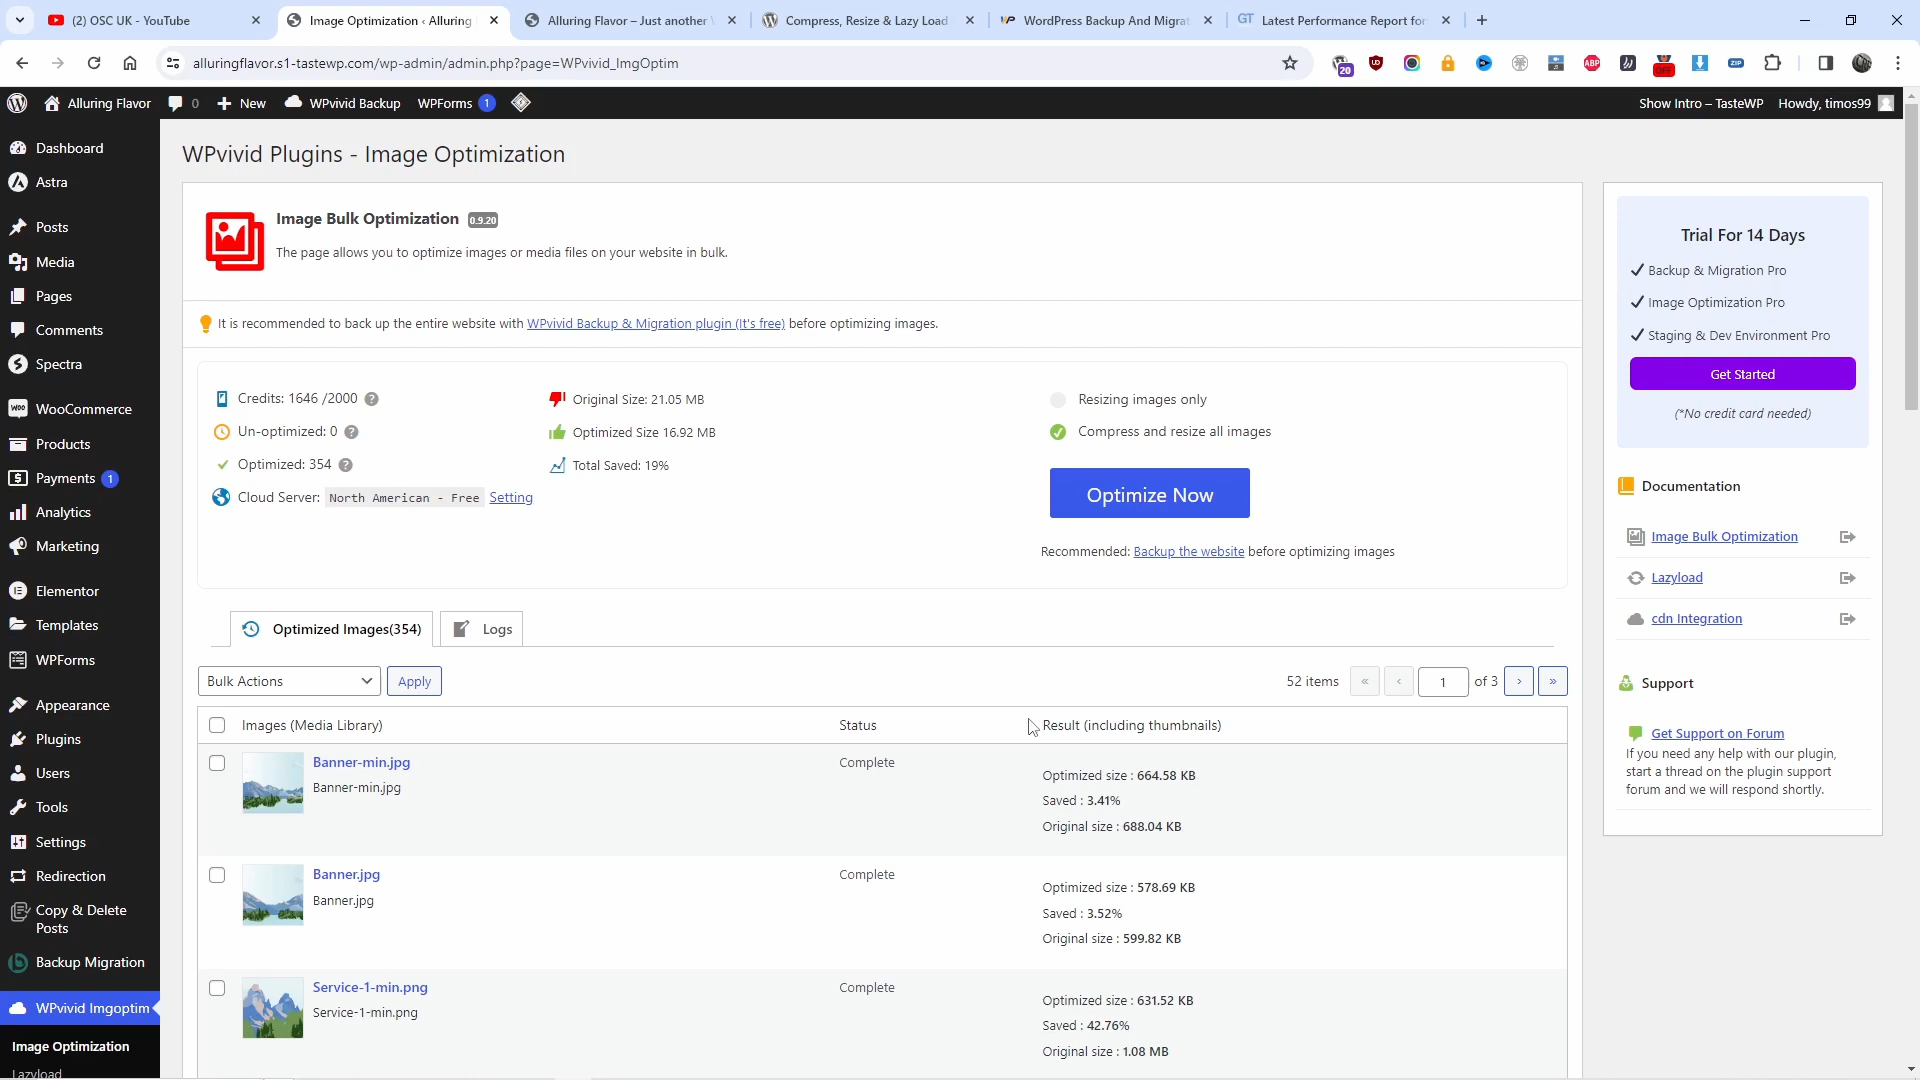 (2) OSC UK - YouTube
Image Optimization ‹ Alluring
Alluring Flavor – Just another
Compress, Resize & Lazy Load
WordPress Backup And Migrat
GT Latest Performance Report for
alluringflavor.s1-tastewp.com/wp-admin/admin.php?page=WPvivid_ImgOptim
20
ABP
OFF
ZIP
Alluring Flavor 0 New WPvivid Backup WPForms 1
Show Intro – TasteWP Howdy, timos99
Dashboard
Astra
Posts
Media
Pages
Comments
Spectra
WooCommerce
Products
Payments 1
Analytics
Marketing
Elementor
Templates
WPForms
Appearance
Plugins
Users
Tools
Settings
Redirection
Copy & Delete
Posts
Backup Migration
WPvivid Imgoptim
Image Optimization
Lazyload
WPvivid Plugins - Image Optimization
Image Bulk Optimization 0.9.20
The page allows you to optimize images or media files on your website in bulk.
It is recommended to back up the entire website with WPvivid Backup & Migration plugin (It's free) before optimizing images.
Credits: 1646 /2000 ?
Un-optimized: 0 ?
Optimized: 354 ?
Cloud Server: North American - Free Setting
Original Size: 21.05 MB
Optimized Size 16.92 MB
Total Saved: 19%
Resizing images only
Compress and resize all images
Optimize Now
Recommended: Backup the website before optimizing images
Optimized Images(354) Logs
Bulk Actions Apply
52 items « ‹ 1 of 3 › »
Images (Media Library) Status Result (including thumbnails)
Banner-min.jpg
Banner-min.jpg
Complete
Optimized size : 664.58 KB
Saved : 3.41%
Original size : 688.04 KB
Banner.jpg
Banner.jpg
Complete
Optimized size : 578.69 KB
Saved : 3.52%
Original size : 599.82 KB
Service-1-min.png
Service-1-min.png
Complete
Optimized size : 631.52 KB
Saved : 42.76%
Original size : 1.08 MB
Trial For 14 Days
Backup & Migration Pro
Image Optimization Pro
Staging & Dev Environment Pro
Get Started
(*No credit card needed)
Documentation
Image Bulk Optimization
Lazyload
cdn Integration
Support
Get Support on Forum
If you need any help with our plugin,
start a thread on the plugin support
forum and we will respond shortly.